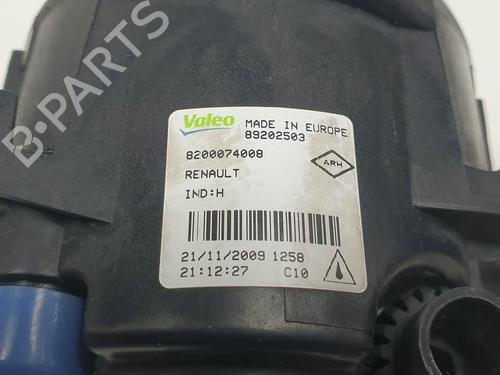 B-PARTS
Valeo MADE IN EUROPE
89202503
8200074008
ARH
RENAULT
IND:H
21/11/2009 1258
21:12:27 C10